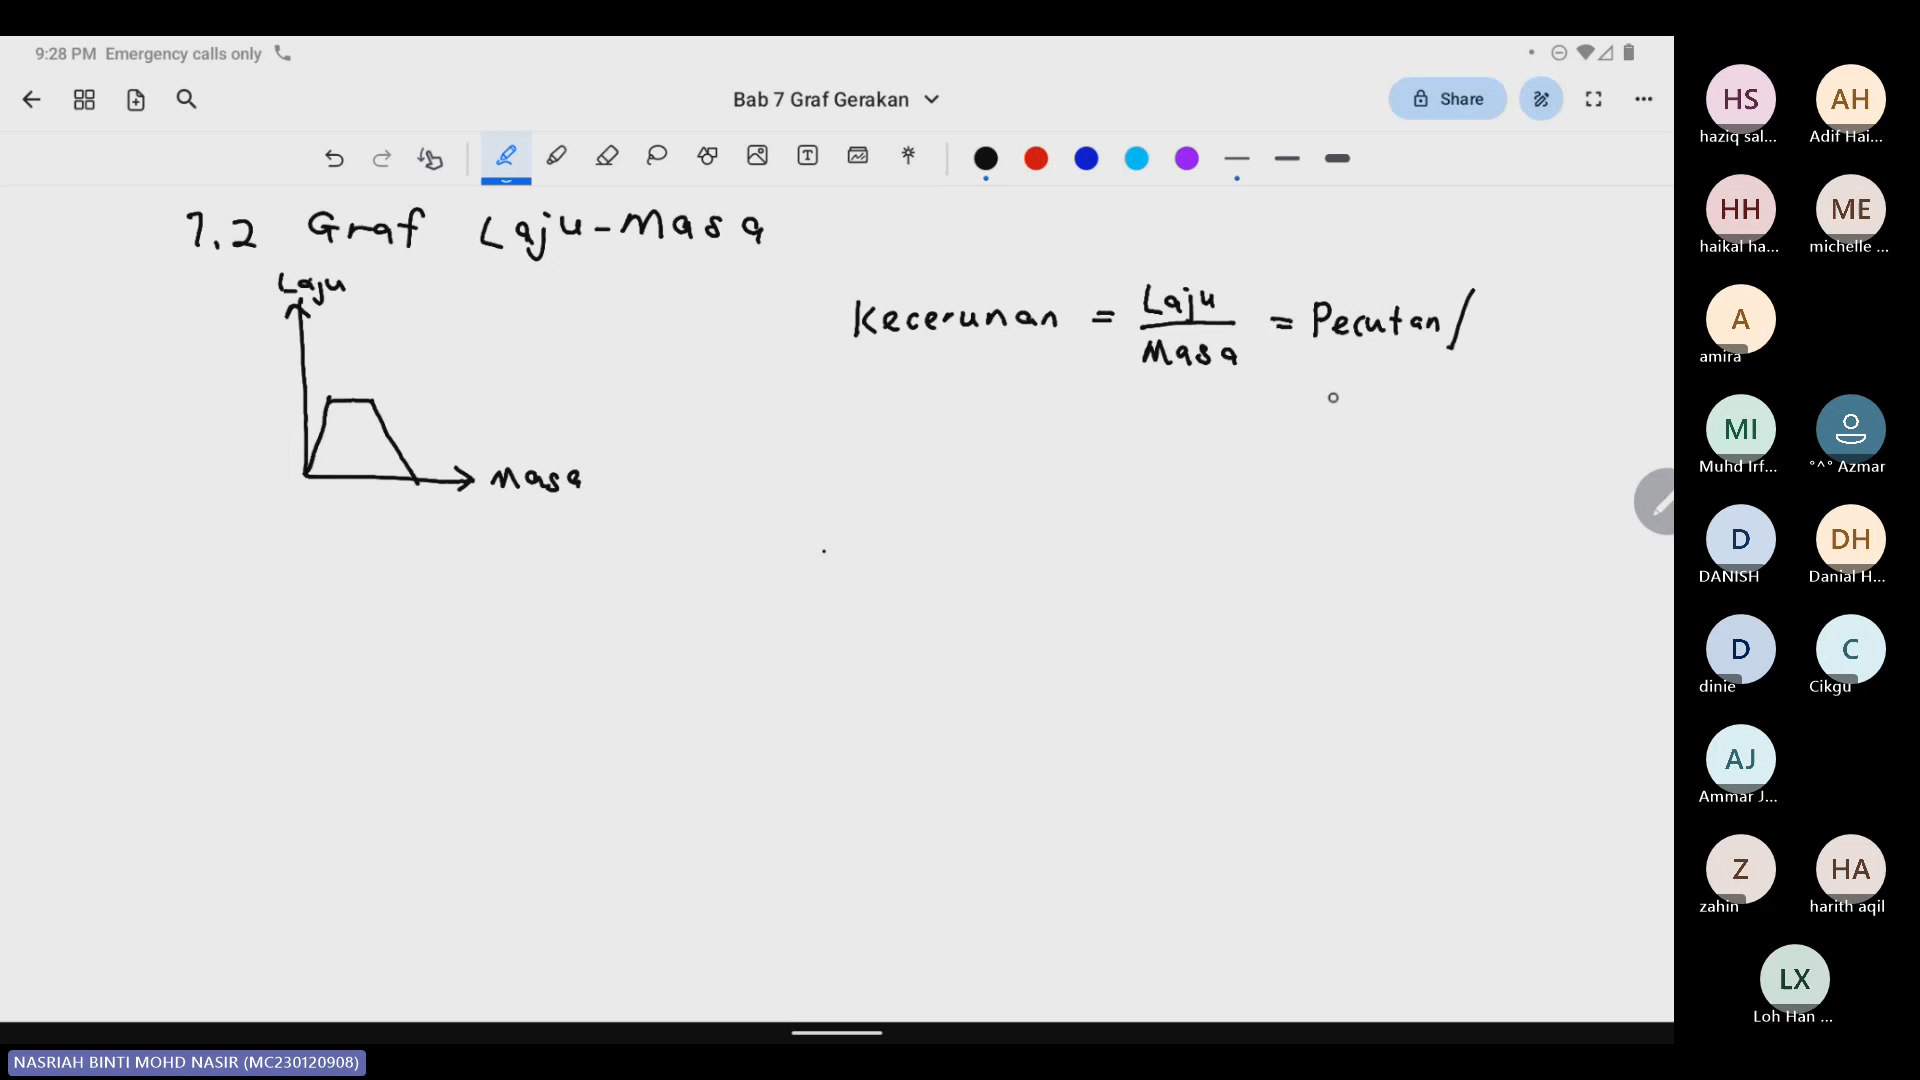 9:28 PM Emergency calls only
Bab 7 Graf Gerakan
Share
7.2 Graf Laju-Masa
Laju
Masa
Kecerunan = Laju / Masa = Pecutan /
HS
haziq sal...
AH
Adif Hai...
HH
haikal ha...
ME
michelle ...
A
amira
MI
Muhd Irf...
°^° Azmar
D
DANISH
DH
Danial H...
D
dinie
C
Cikgu
AJ
Ammar J...
Z
zahin
HA
harith aqil
LX
Loh Han ...
NASRIAH BINTI MOHD NASIR (MC230120908)